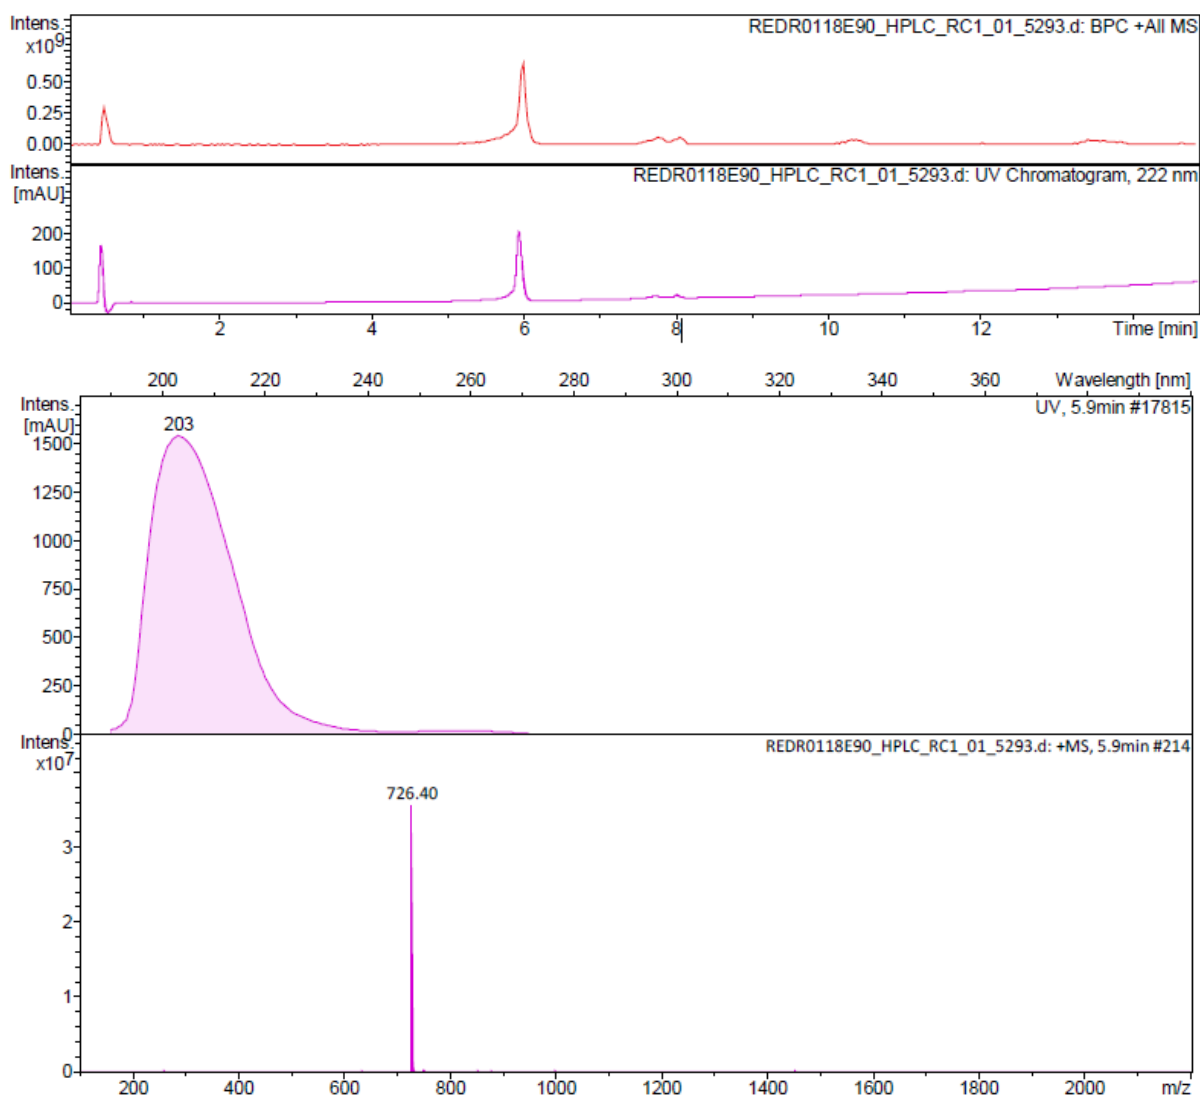 Intens.
x10⁹
REDR0118E90_HPLC_RC1_01_5293.d: BPC +All MS
0.50
0.25
0.00
Intens.
[mAU]
REDR0118E90_HPLC_RC1_01_5293.d: UV Chromatogram, 222 nm
200
100
0
2 4 6 8 10 12 Time [min]
200 220 240 260 280 300 320 340 360 Wavelength [nm]
Intens.
[mAU]
UV, 5.9min #17815
203
1500
1250
1000
750
500
250
0
Intens.
x10⁷
REDR0118E90_HPLC_RC1_01_5293.d: +MS, 5.9min #214
726.40
3
2
1
0
200 400 600 800 1000 1200 1400 1600 1800 2000 m/z